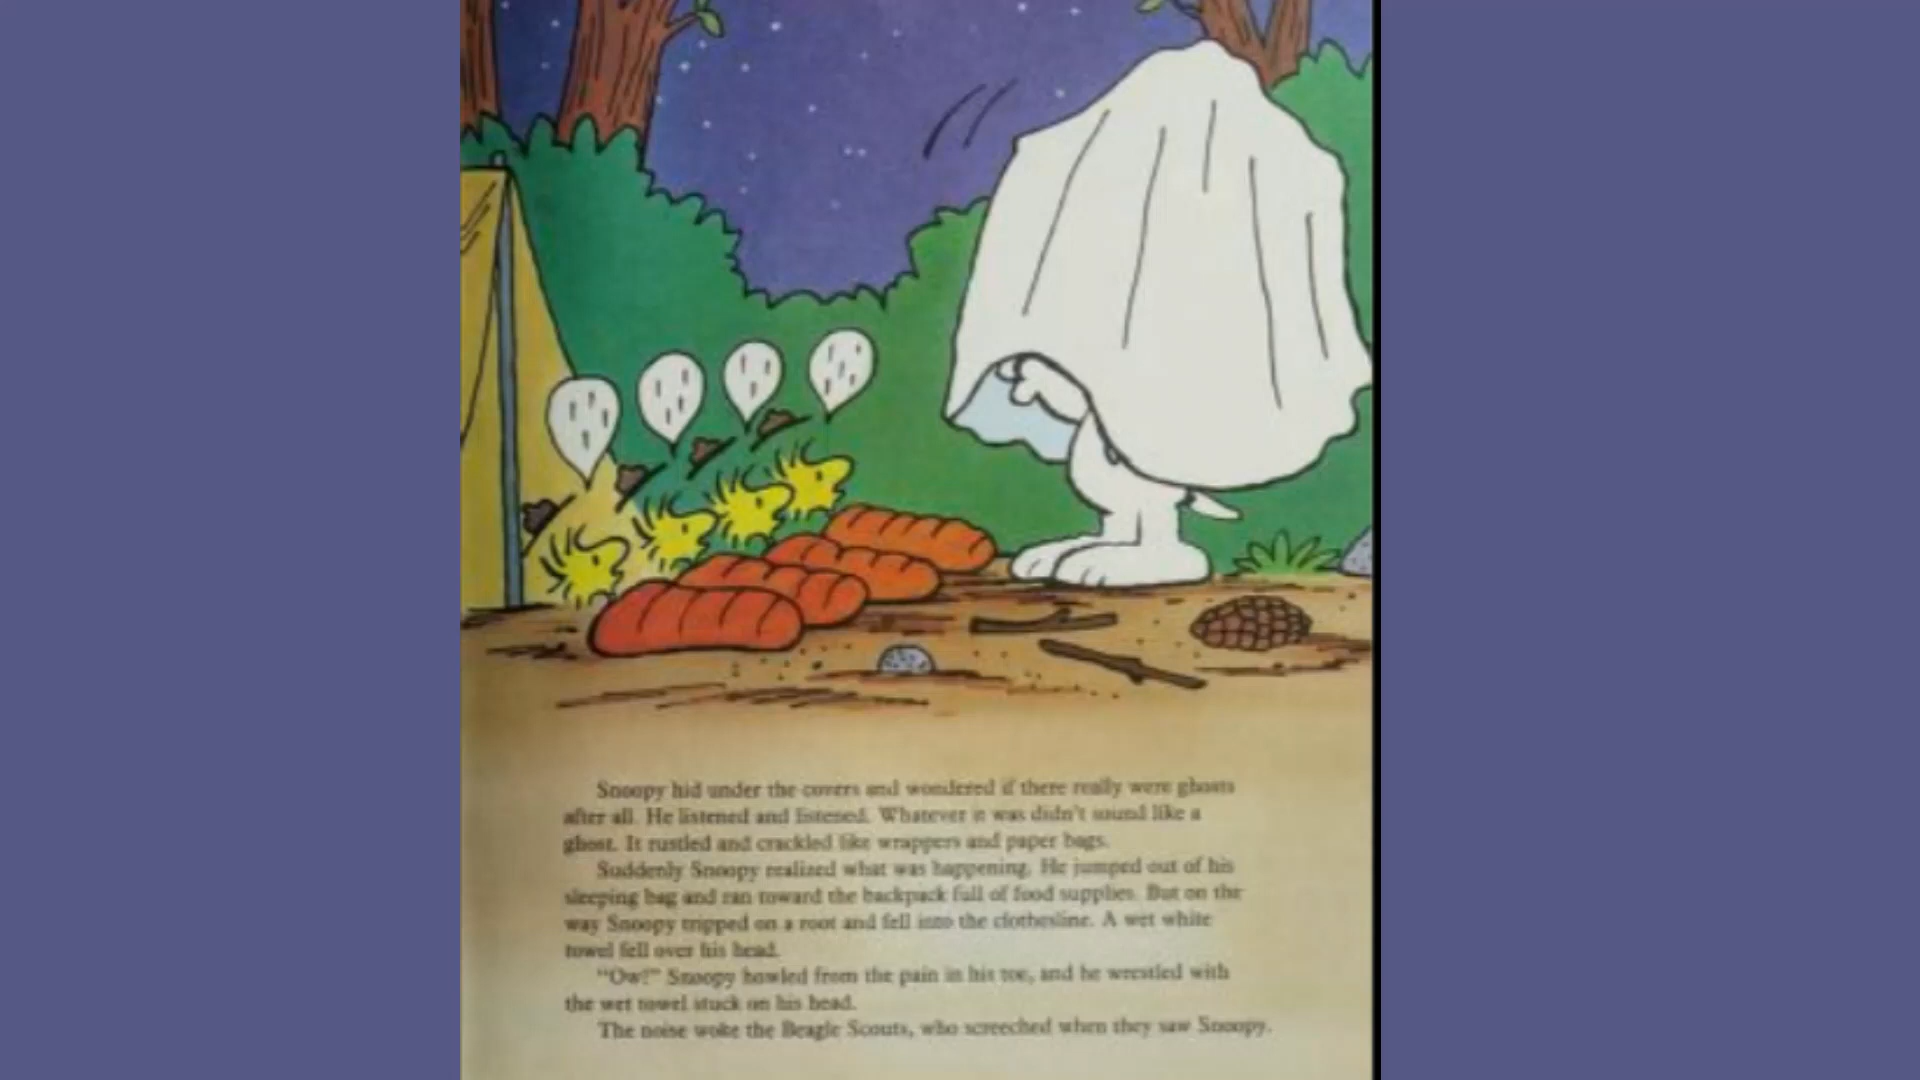 Snoopy hid under the covers and wondered if there really were ghosts
after all. He listened and listened. Whatever it was didn't sound like a
ghost. It rustled and crackled like wrappers and paper bags.
Suddenly Snoopy realized what was happening. He jumped out of his
sleeping bag and ran toward the backpack full of food supplies. But on the
way Snoopy tripped on a root and fell into the clothesline. A wet white
towel fell over his head.
"Ow!" Snoopy howled from the pain in his toe, and he wrestled with
the wet towel stuck on his head.
The noise woke the Beagle Scouts, who screeched when they saw Snoopy.